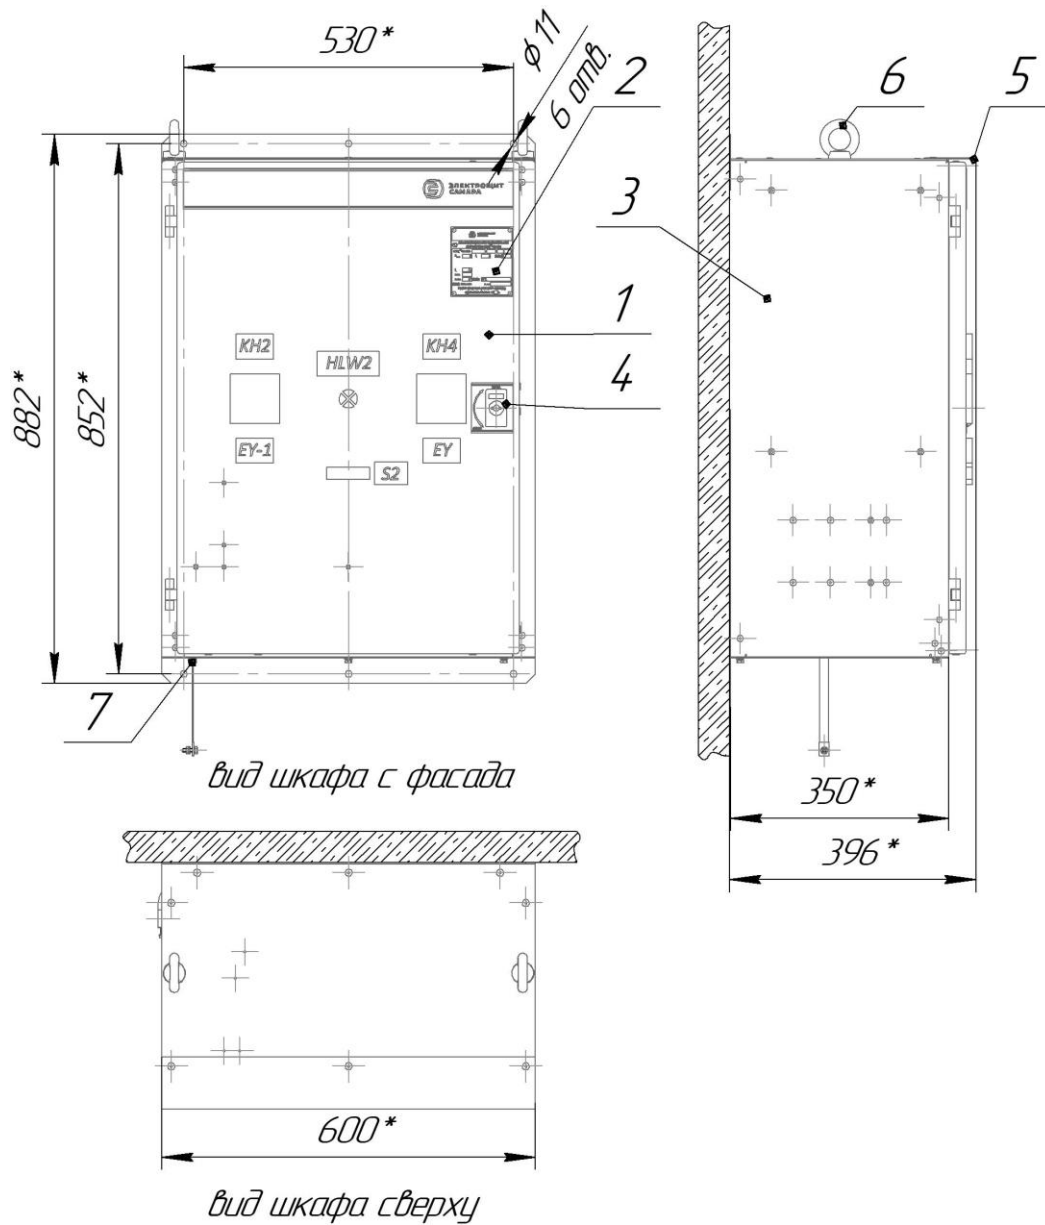 530*
ϕ11
6 отв.
2
6
5
ЭЛЕКТРОЩИТ
САМАРА
3
1
KH2
HLW2
KH4
4
882*
852*
EY-1
S2
EY
7
вид шкафа с фасада
350*
396*
600*
вид шкафа сверху